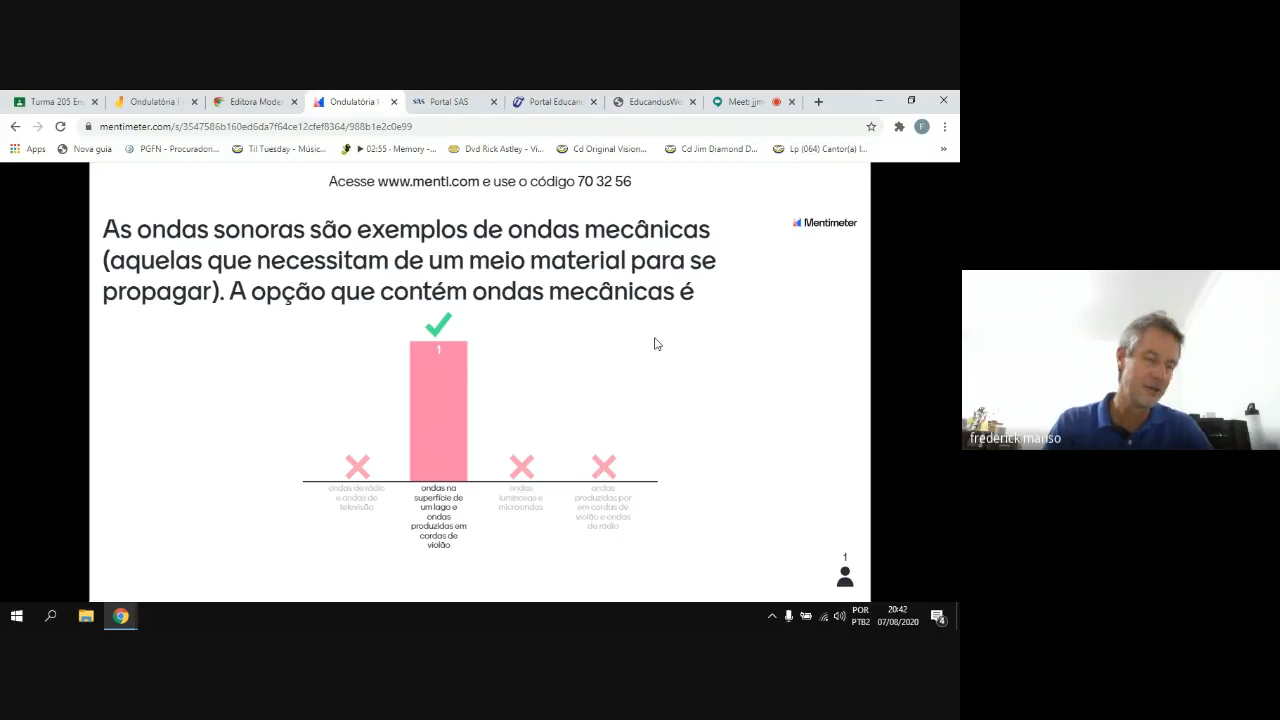 Turma 205 En
Ondulatória I -
Editora Mode
Ondulatória I
SAS Portal SAS
Portal Educan
EducandusWe
Meet: jjm
mentimeter.com/s/3547586b160ed6da7f64ce12cfef8364/988b1e2c0e99
F
Apps
Nova guia
PGFN - Procuradori...
Til Tuesday - Músic...
▶ 02:55 · Memory -...
Dvd Rick Astley - Vi...
Cd Original Vision...
Cd Jim Diamond D...
Lp (064) Cantor(a) I...
»
Acesse www.menti.com e use o código 70 32 56
As ondas sonoras são exemplos de ondas mecânicas
(aquelas que necessitam de um meio material para se
propagar). A opção que contém ondas mecânicas é
Mentimeter
1
ondas de rádio
e ondas de
televisão
ondas na
superfície de
um lago e
ondas
produzidas em
cordas de
violão
ondas
luminosas e
microondas
ondas
produzidas por
em cordas de
violão e ondas
de rádio
1
frederick manso
POR
PTB2
20:42
07/08/2020
4